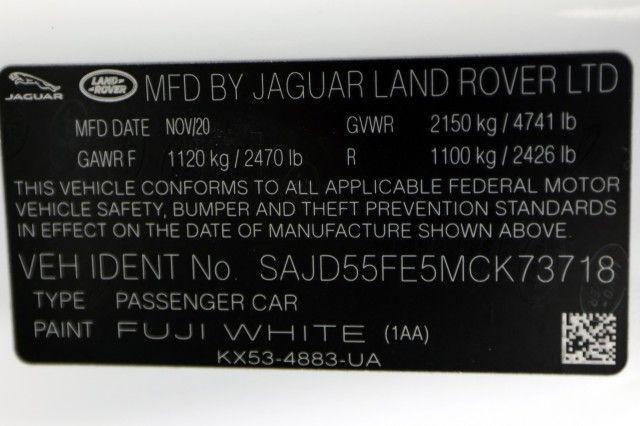 JAGUAR LAND ROVER MFD BY JAGUAR LAND ROVER LTD
MFD DATE NOV/20 GVWR 2150 kg / 4741 lb
GAWR F 1120 kg / 2470 lb R 1100 kg / 2426 lb
THIS VEHICLE CONFORMS TO ALL APPLICABLE FEDERAL MOTOR
VEHICLE SAFETY, BUMPER AND THEFT PREVENTION STANDARDS
IN EFFECT ON THE DATE OF MANUFACTURE SHOWN ABOVE.
VEH IDENT No. SAJD55FE5MCK73718
TYPE PASSENGER CAR
PAINT FUJI WHITE (1AA)
KX53-4883-UA